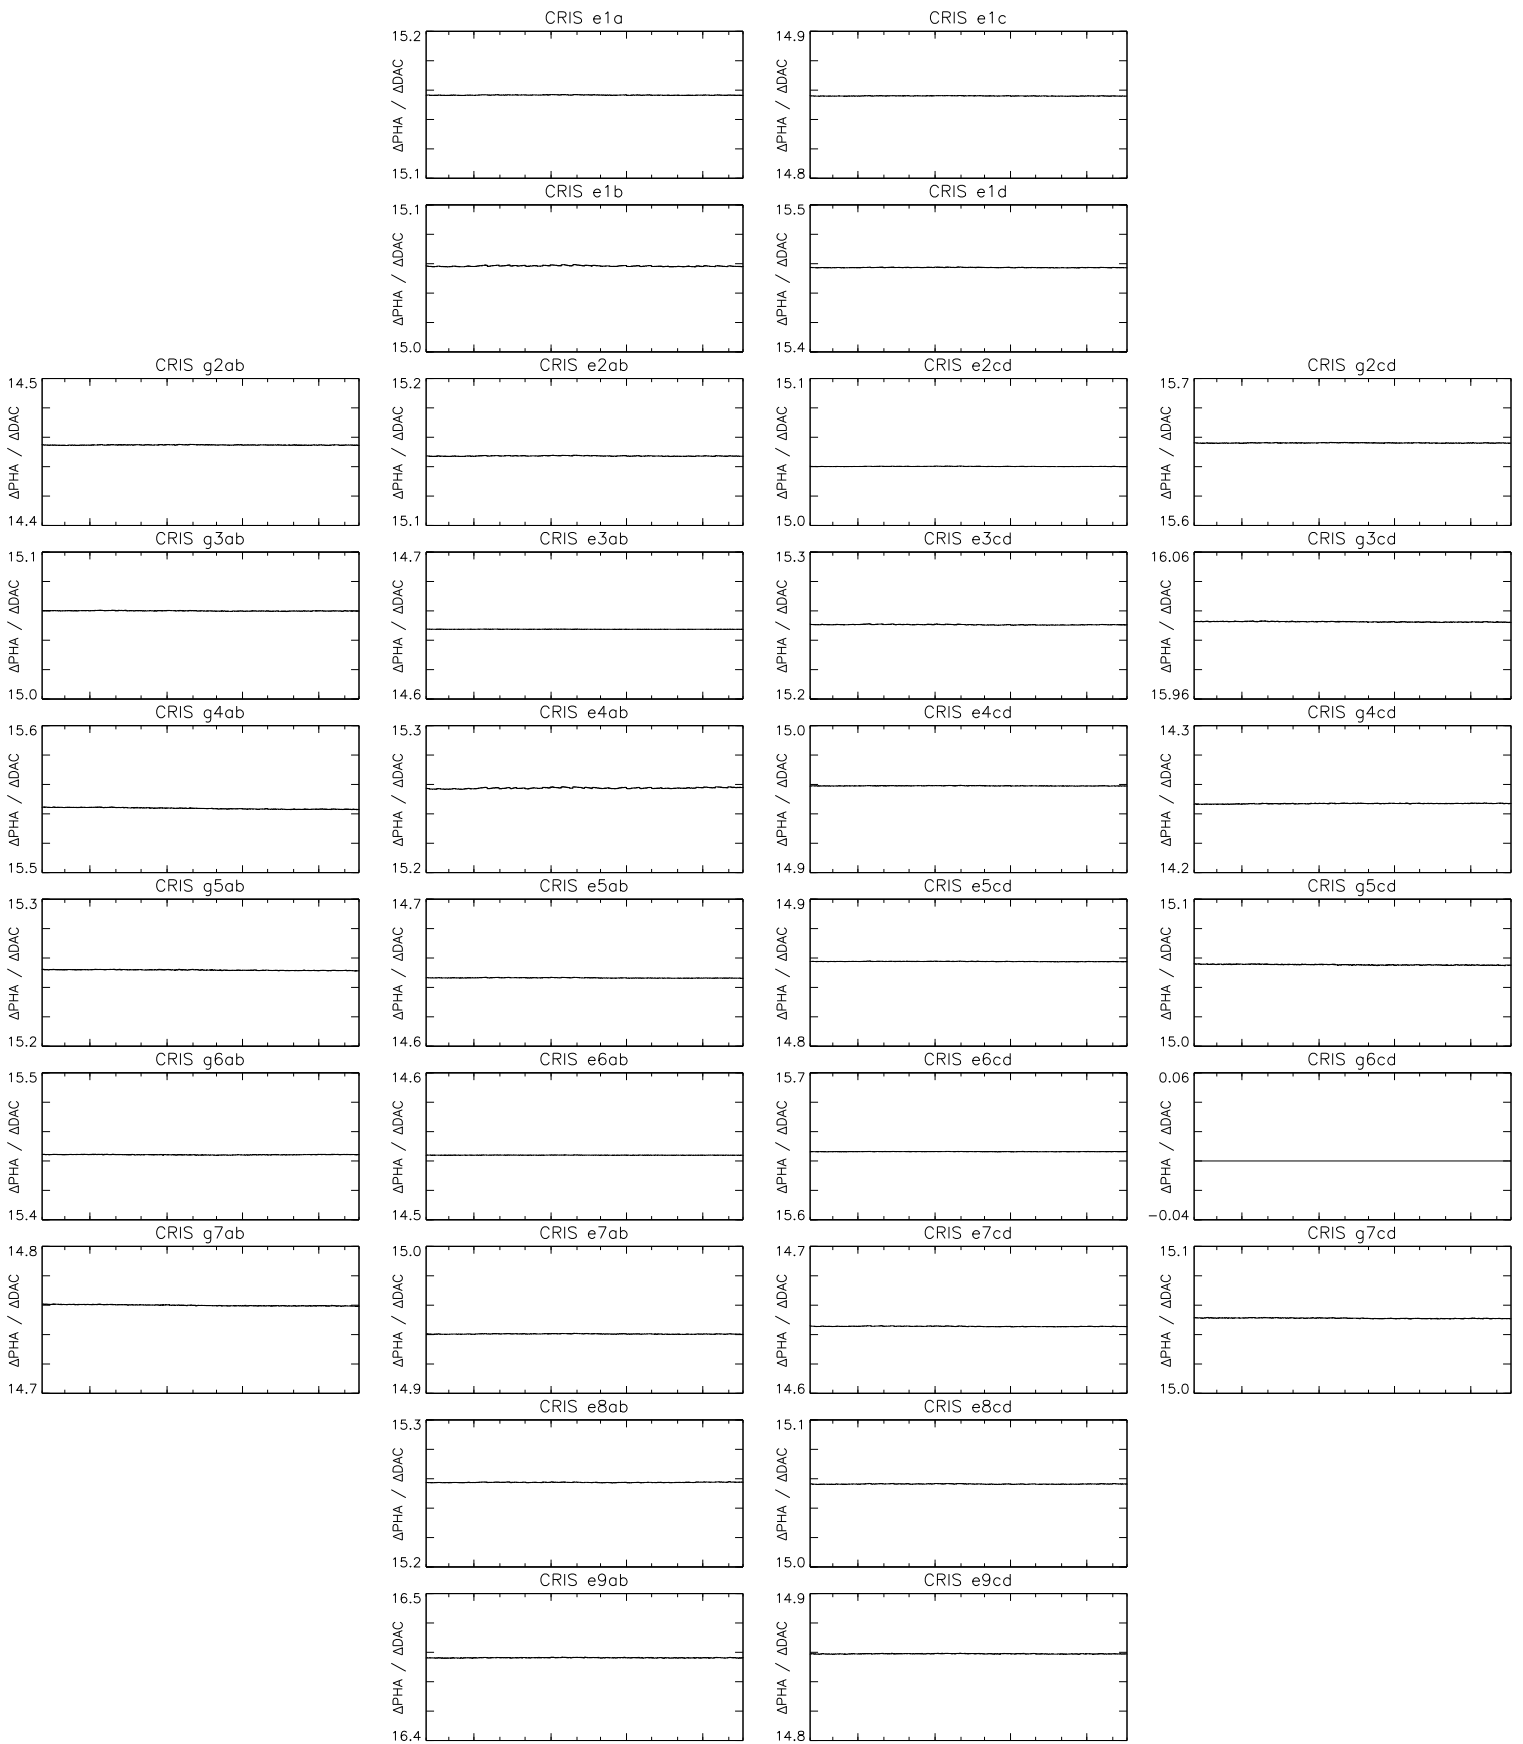 CRIS e1a
15.2
ΔPHA / ΔDAC
15.1
CRIS e1c
14.9
ΔPHA / ΔDAC
14.8
CRIS e1b
15.1
ΔPHA / ΔDAC
15.0
CRIS e1d
15.5
ΔPHA / ΔDAC
15.4
CRIS g2ab
14.5
ΔPHA / ΔDAC
14.4
CRIS e2ab
15.2
ΔPHA / ΔDAC
15.1
CRIS e2cd
15.1
ΔPHA / ΔDAC
15.0
CRIS g2cd
15.7
ΔPHA / ΔDAC
15.6
CRIS g3ab
15.1
ΔPHA / ΔDAC
15.0
CRIS e3ab
14.7
ΔPHA / ΔDAC
14.6
CRIS e3cd
15.3
ΔPHA / ΔDAC
15.2
CRIS g3cd
16.06
ΔPHA / ΔDAC
15.96
CRIS g4ab
15.6
ΔPHA / ΔDAC
15.5
CRIS e4ab
15.3
ΔPHA / ΔDAC
15.2
CRIS e4cd
15.0
ΔPHA / ΔDAC
14.9
CRIS g4cd
14.3
ΔPHA / ΔDAC
14.2
CRIS g5ab
15.3
ΔPHA / ΔDAC
15.2
CRIS e5ab
14.7
ΔPHA / ΔDAC
14.6
CRIS e5cd
14.9
ΔPHA / ΔDAC
14.8
CRIS g5cd
15.1
ΔPHA / ΔDAC
15.0
CRIS g6ab
15.5
ΔPHA / ΔDAC
15.4
CRIS e6ab
14.6
ΔPHA / ΔDAC
14.5
CRIS e6cd
15.7
ΔPHA / ΔDAC
15.6
CRIS g6cd
0.06
ΔPHA / ΔDAC
−0.04
CRIS g7ab
14.8
ΔPHA / ΔDAC
14.7
CRIS e7ab
15.0
ΔPHA / ΔDAC
14.9
CRIS e7cd
14.7
ΔPHA / ΔDAC
14.6
CRIS g7cd
15.1
ΔPHA / ΔDAC
15.0
CRIS e8ab
15.3
ΔPHA / ΔDAC
15.2
CRIS e8cd
15.1
ΔPHA / ΔDAC
15.0
CRIS e9ab
16.5
ΔPHA / ΔDAC
16.4
CRIS e9cd
14.9
ΔPHA / ΔDAC
14.8